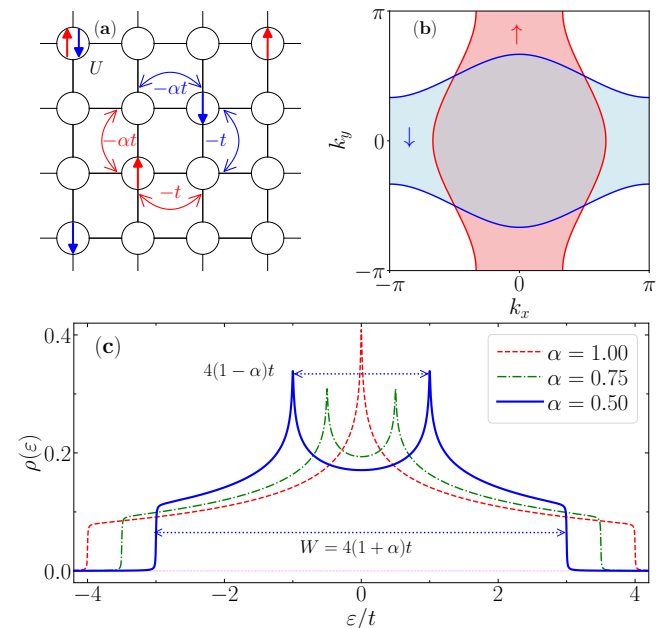 (a)
U
−αt
−αt
−t
−t
(b)
π
0
−π
k_y
↑
↓
−π
0
π
k_x
(c)
0.4
0.2
0.0
ρ(ε)
4(1 − α)t
α = 1.00
α = 0.75
α = 0.50
W = 4(1 + α)t
−4
−2
0
2
4
ε/t